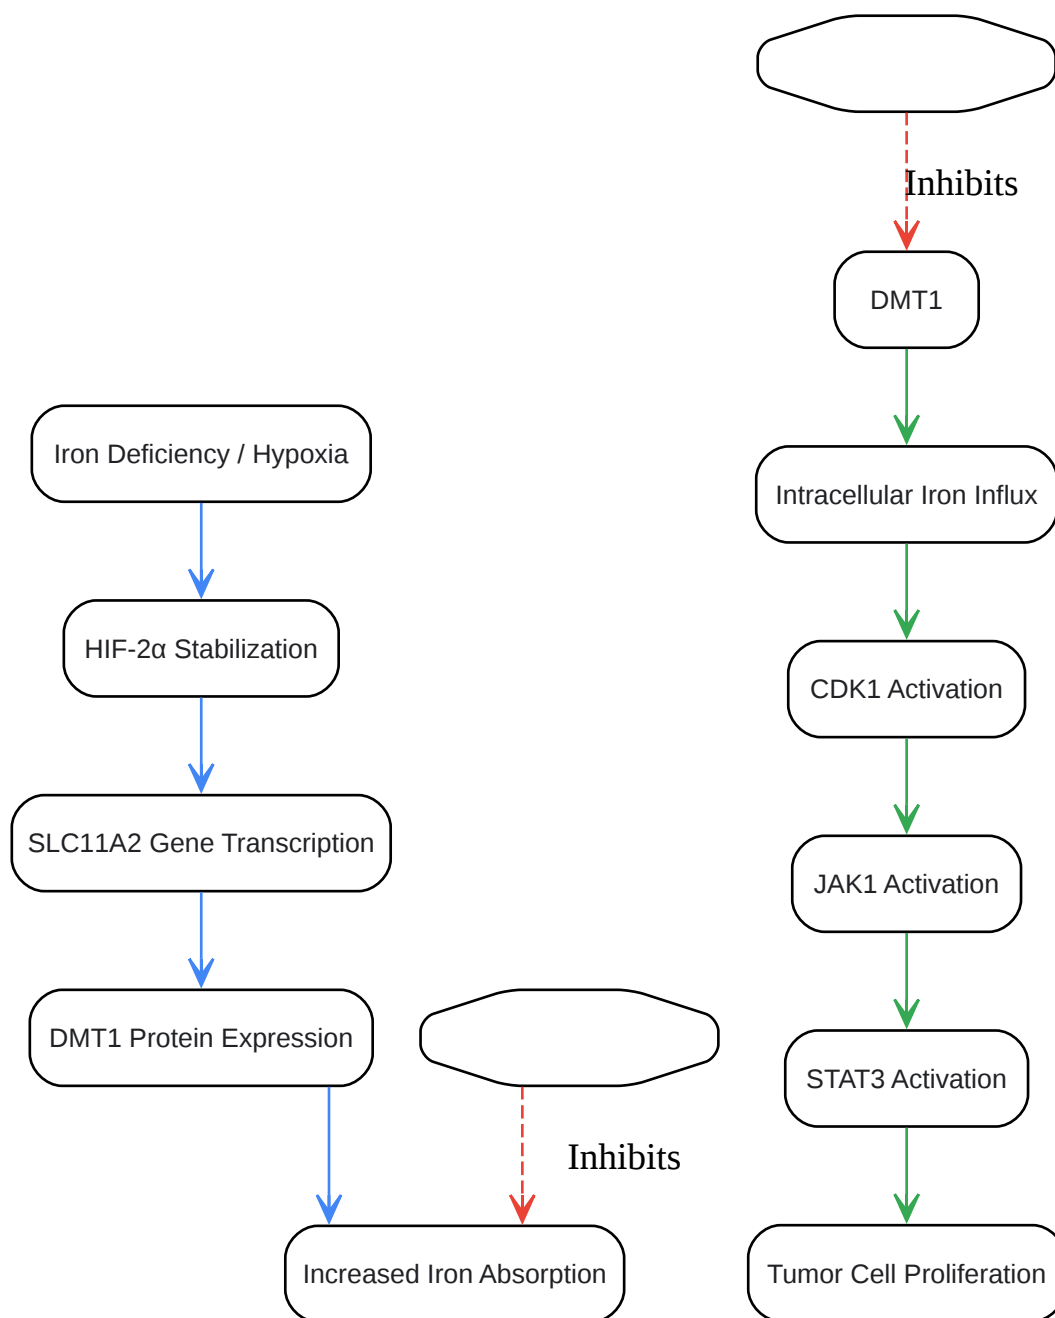 Inhibits
DMT1
Iron Deficiency / Hypoxia
Intracellular Iron Influx
HIF-2α Stabilization
CDK1 Activation
SLC11A2 Gene Transcription
JAK1 Activation
DMT1 Protein Expression
STAT3 Activation
Inhibits
Increased Iron Absorption
Tumor Cell Proliferation